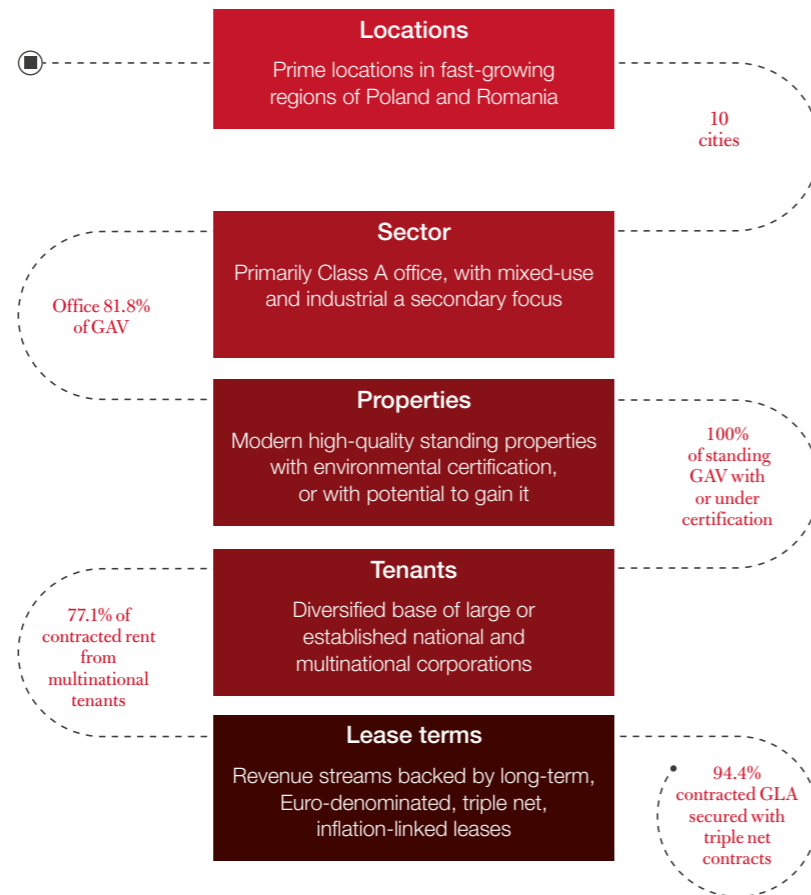 Locations
Prime locations in fast-growing
regions of Poland and Romania
10
cities
Sector
Primarily Class A office, with mixed-use
and industrial a secondary focus
Office 81.8%
of GAV
Properties
Modern high-quality standing properties
with environmental certification,
or with potential to gain it
100%
of standing
GAV with
or under
certification
Tenants
Diversified base of large or
established national and
multinational corporations
77.1% of
contracted rent
from
multinational
tenants
Lease terms
Revenue streams backed by long-term,
Euro-denominated, triple net,
inflation-linked leases
94.4%
contracted GLA
secured with
triple net
contracts